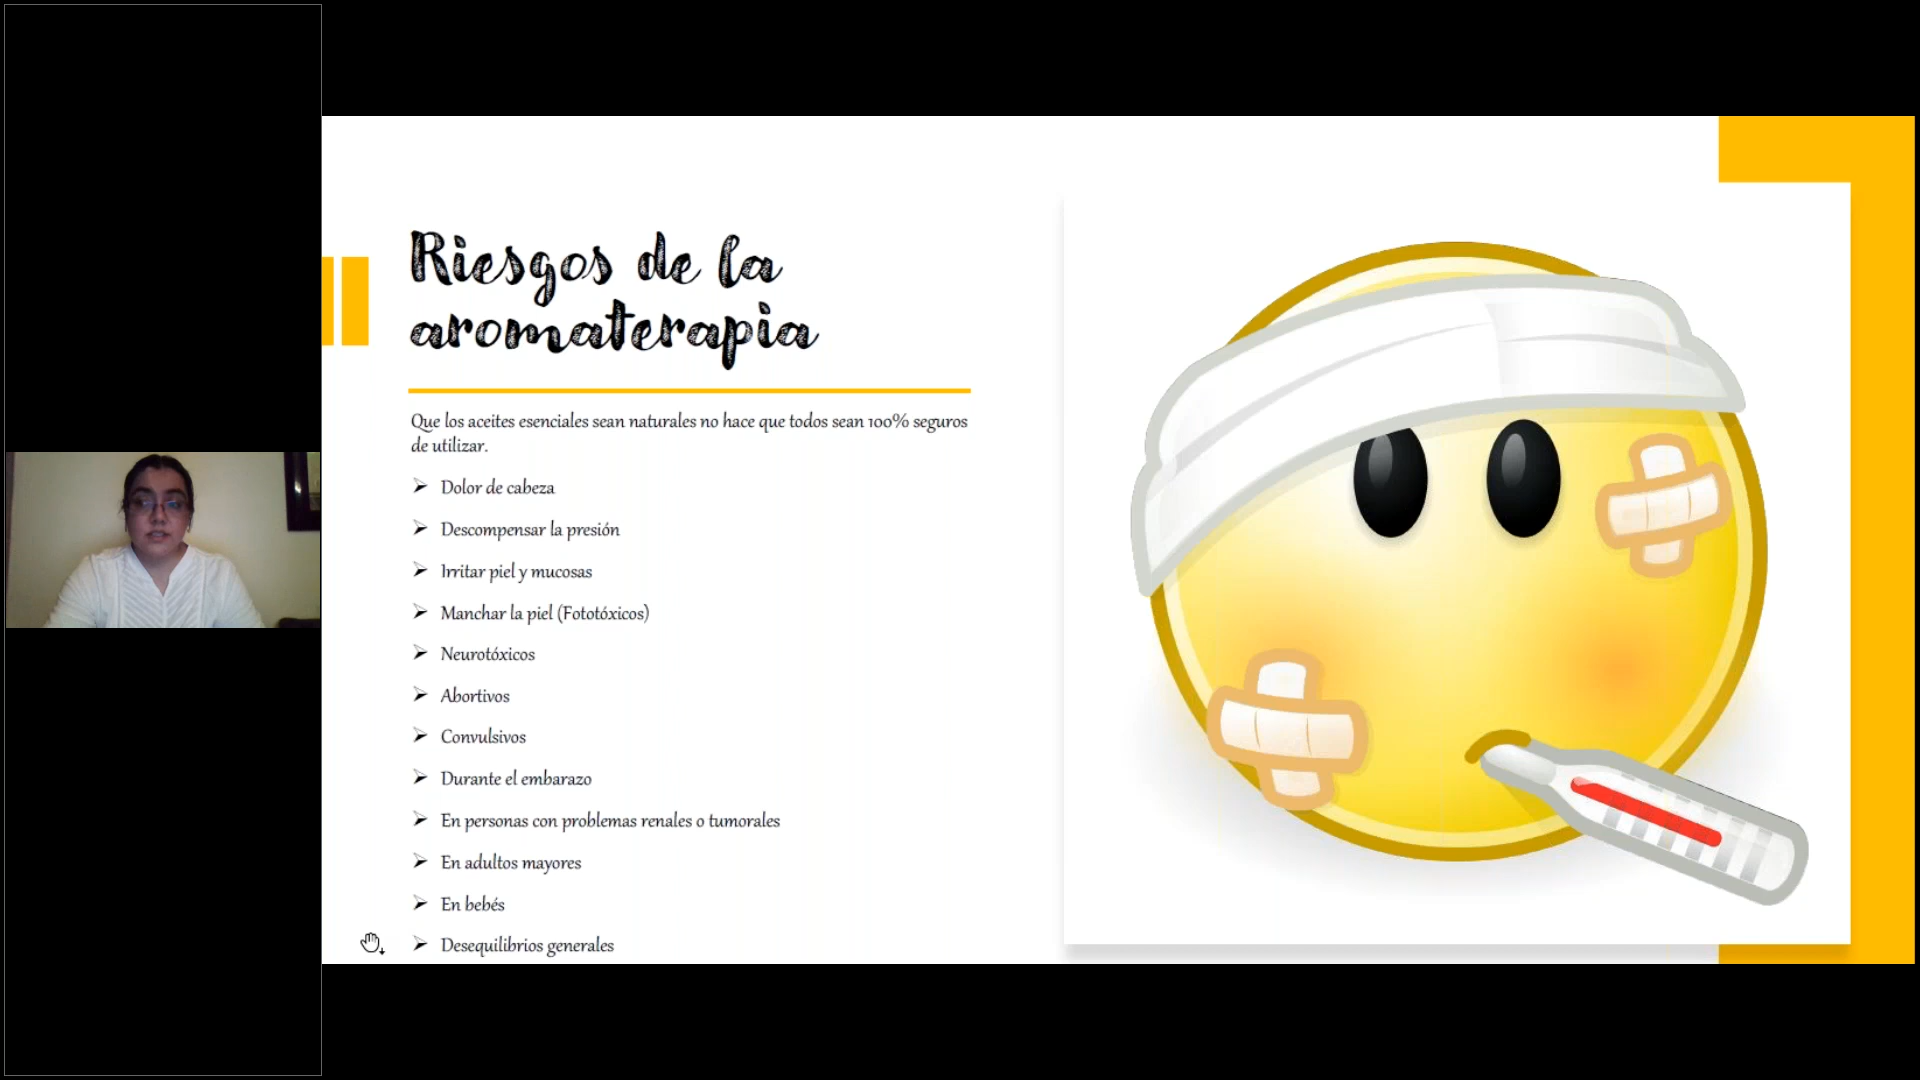 Riesgos de la
aromaterapia
Que los aceites esenciales sean naturales no hace que todos sean 100% seguros
de utilizar.
Dolor de cabeza
Descompensar la presión
Irritar piel y mucosas
Manchar la piel (Fototóxicos)
Neurotóxicos
Abortivos
Convulsivos
Durante el embarazo
En personas con problemas renales o tumorales
En adultos mayores
En bebés
Desequilibrios generales